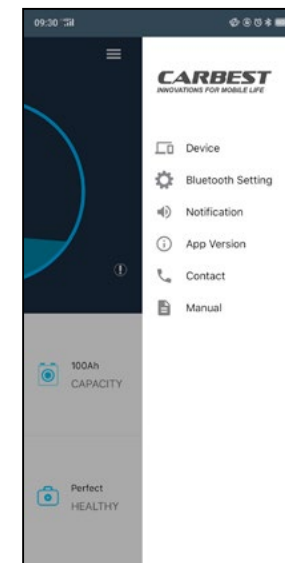 09:30
CARBEST
INNOVATIONS FOR MOBILE LIFE
Device
Bluetooth Setting
Notification
App Version
Contact
Manual
100Ah
CAPACITY
Perfect
HEALTHY